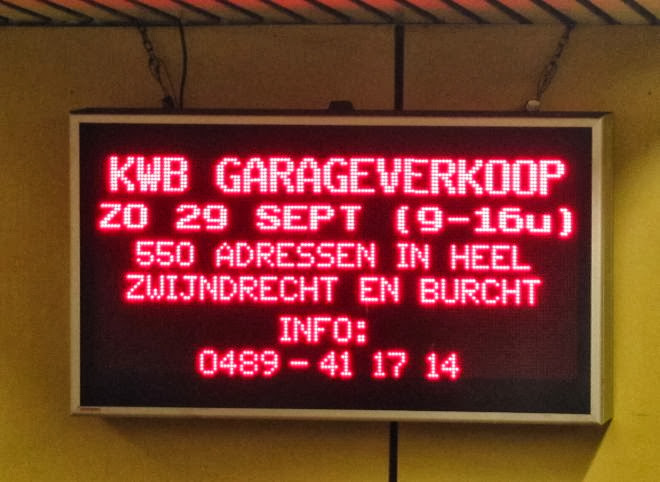 KWB GARAGEVERKOOP
ZO 29 SEPT (9-16u)
550 ADRESSEN IN HEEL
ZWIJNDRECHT EN BURCHT
INFO:
0489-41 17 14